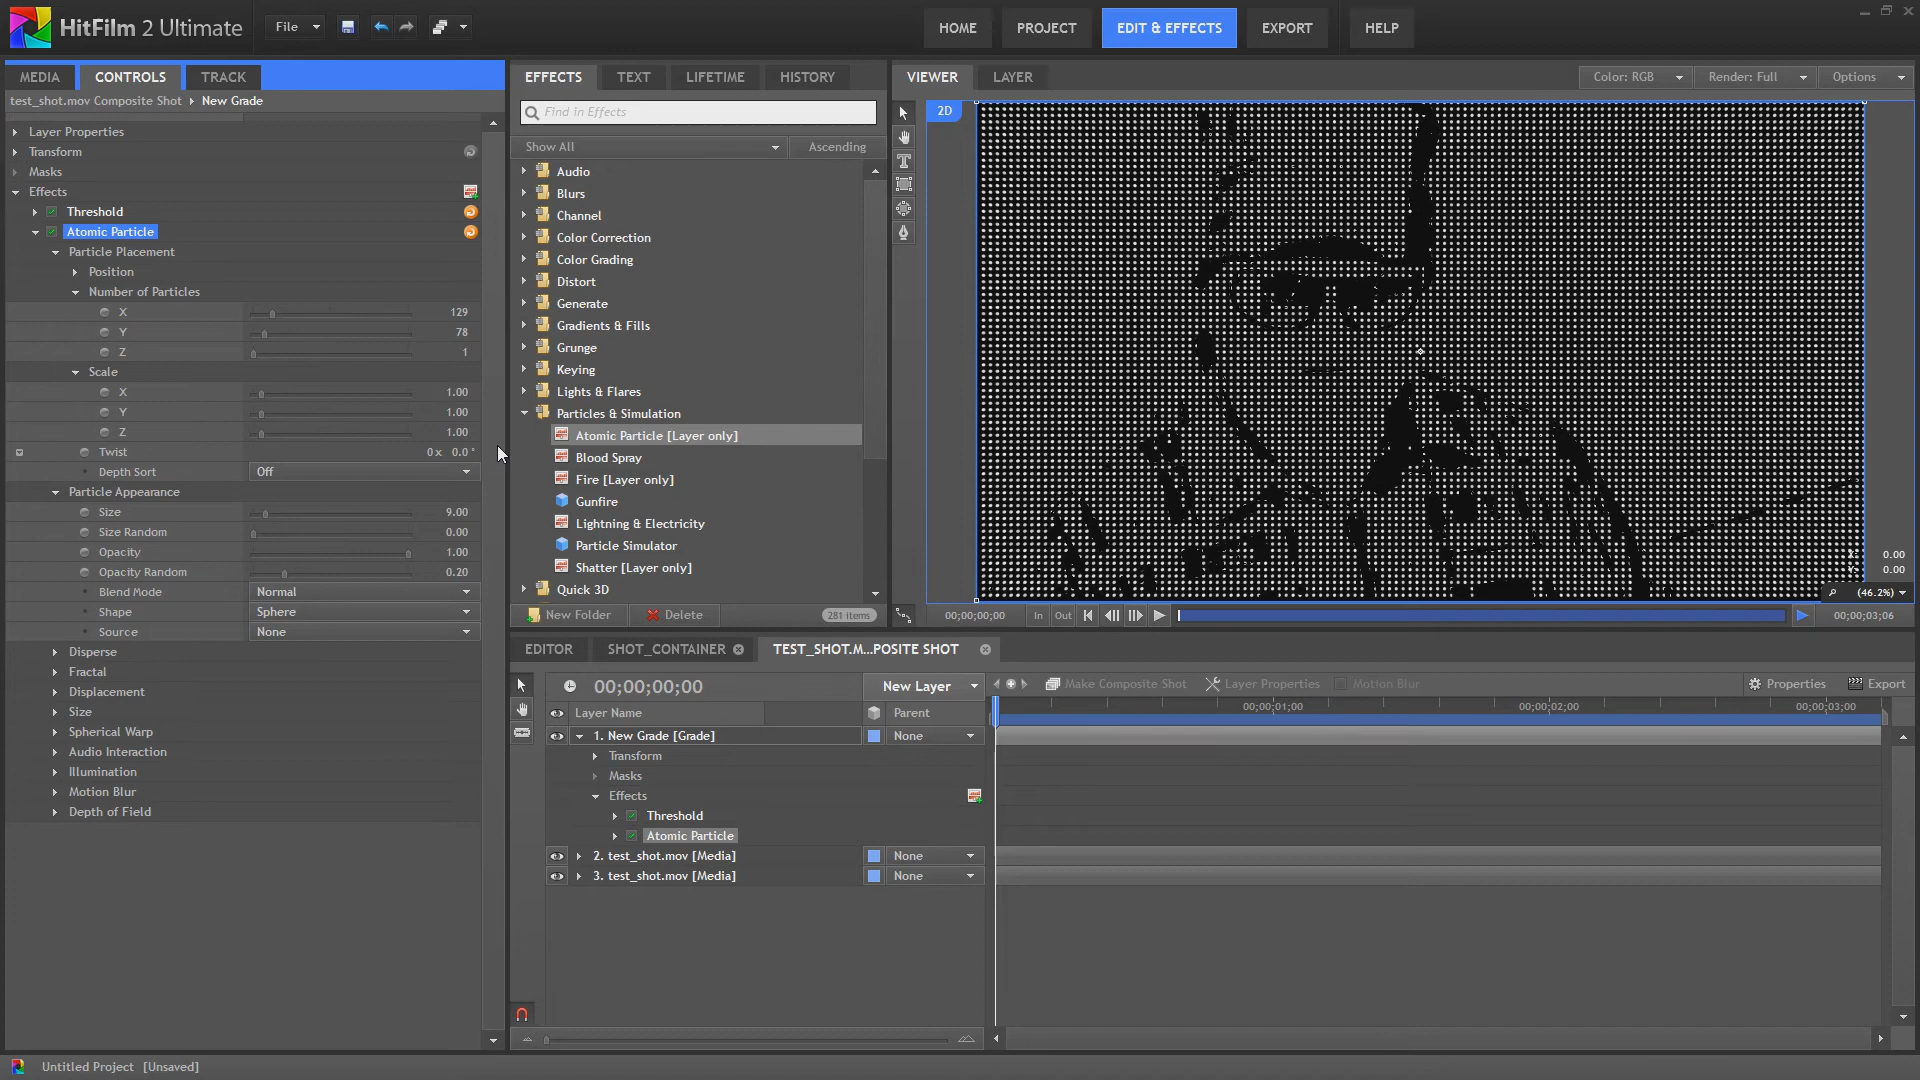 HitFilm 2 Ultimate
File
HOME
PROJECT
EDIT & EFFECTS
EXPORT
HELP
MEDIA
CONTROLS
TRACK
test_shot.mov Composite Shot
New Grade
Layer Properties
Transform
Masks
Effects
Threshold
Atomic Particle
Particle Placement
Position
Number of Particles
X 129
Y 78
Z 1
Scale
X 1.00
Y 1.00
Z 1.00
Twist 0 x 0.0 °
Depth Sort Off
Particle Appearance
Size 9.00
Size Random 0.00
Opacity 1.00
Opacity Random 0.20
Blend Mode Normal
Shape Sphere
Source None
Disperse
Fractal
Displacement
Size
Spherical Warp
Audio Interaction
Illumination
Motion Blur
Depth of Field
EFFECTS
TEXT
LIFETIME
HISTORY
Find in Effects
Show All
Ascending
Audio
Blurs
Channel
Color Correction
Color Grading
Distort
Generate
Gradients & Fills
Grunge
Keying
Lights & Flares
Particles & Simulation
Atomic Particle [Layer only]
Blood Spray
Fire [Layer only]
Gunfire
Lightning & Electricity
Particle Simulator
Shatter [Layer only]
Quick 3D
New Folder
Delete
281 items
VIEWER
LAYER
Color: RGB
Render: Full
Options
2D
X: 0.00
Y: 0.00
(46.2%)
00;00;00;00
In
Out
00;00;03;06
EDITOR
SHOT_CONTAINER
TEST_SHOT.M...POSITE SHOT
00;00;00;00
New Layer
Make Composite Shot
Layer Properties
Motion Blur
Properties
Export
Layer Name
Parent
00;00;01;00
00;00;02;00
00;00;03;00
1. New Grade [Grade]
None
Transform
Masks
Effects
Threshold
Atomic Particle
2. test_shot.mov [Media]
None
3. test_shot.mov [Media]
None
Untitled Project [Unsaved]